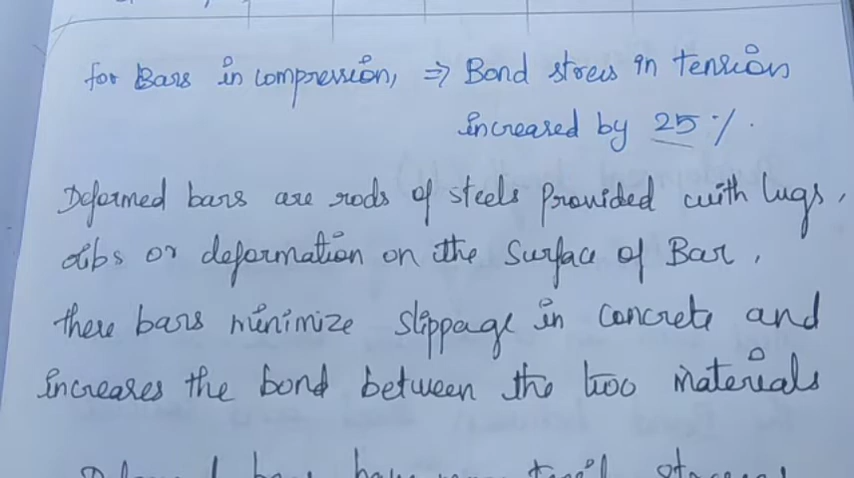 for Bars in compression, ⇒ Bond stress in tension
increased by 25 %.
Deformed bars are rods of steels provided with lugs,
ribs or deformation on the surface of Bar,
these bars minimize slippage in concrete and
increases the bond between the two materials